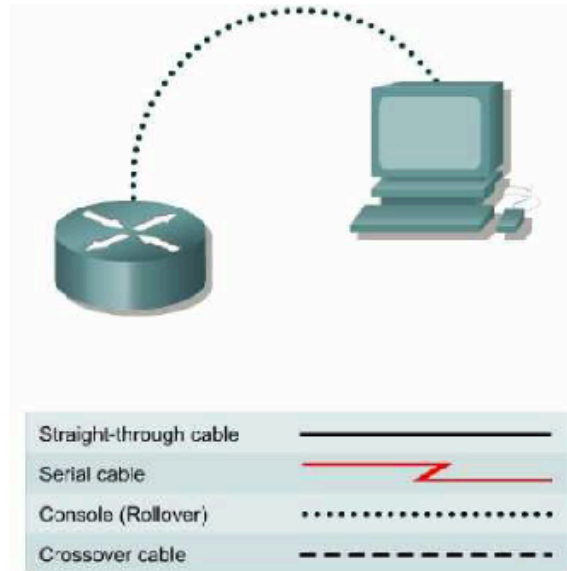 Straight-through cable
Serial cable
Console (Rollover)
Crossover cable